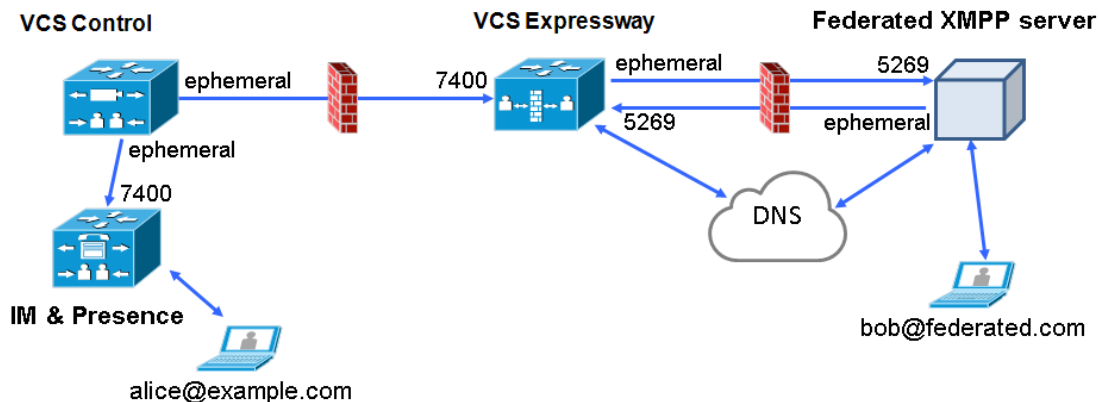 VCS Control
VCS Expressway
Federated XMPP server
ephemeral
7400
ephemeral
5269
5269
ephemeral
ephemeral
7400
DNS
IM & Presence
bob@federated.com
alice@example.com